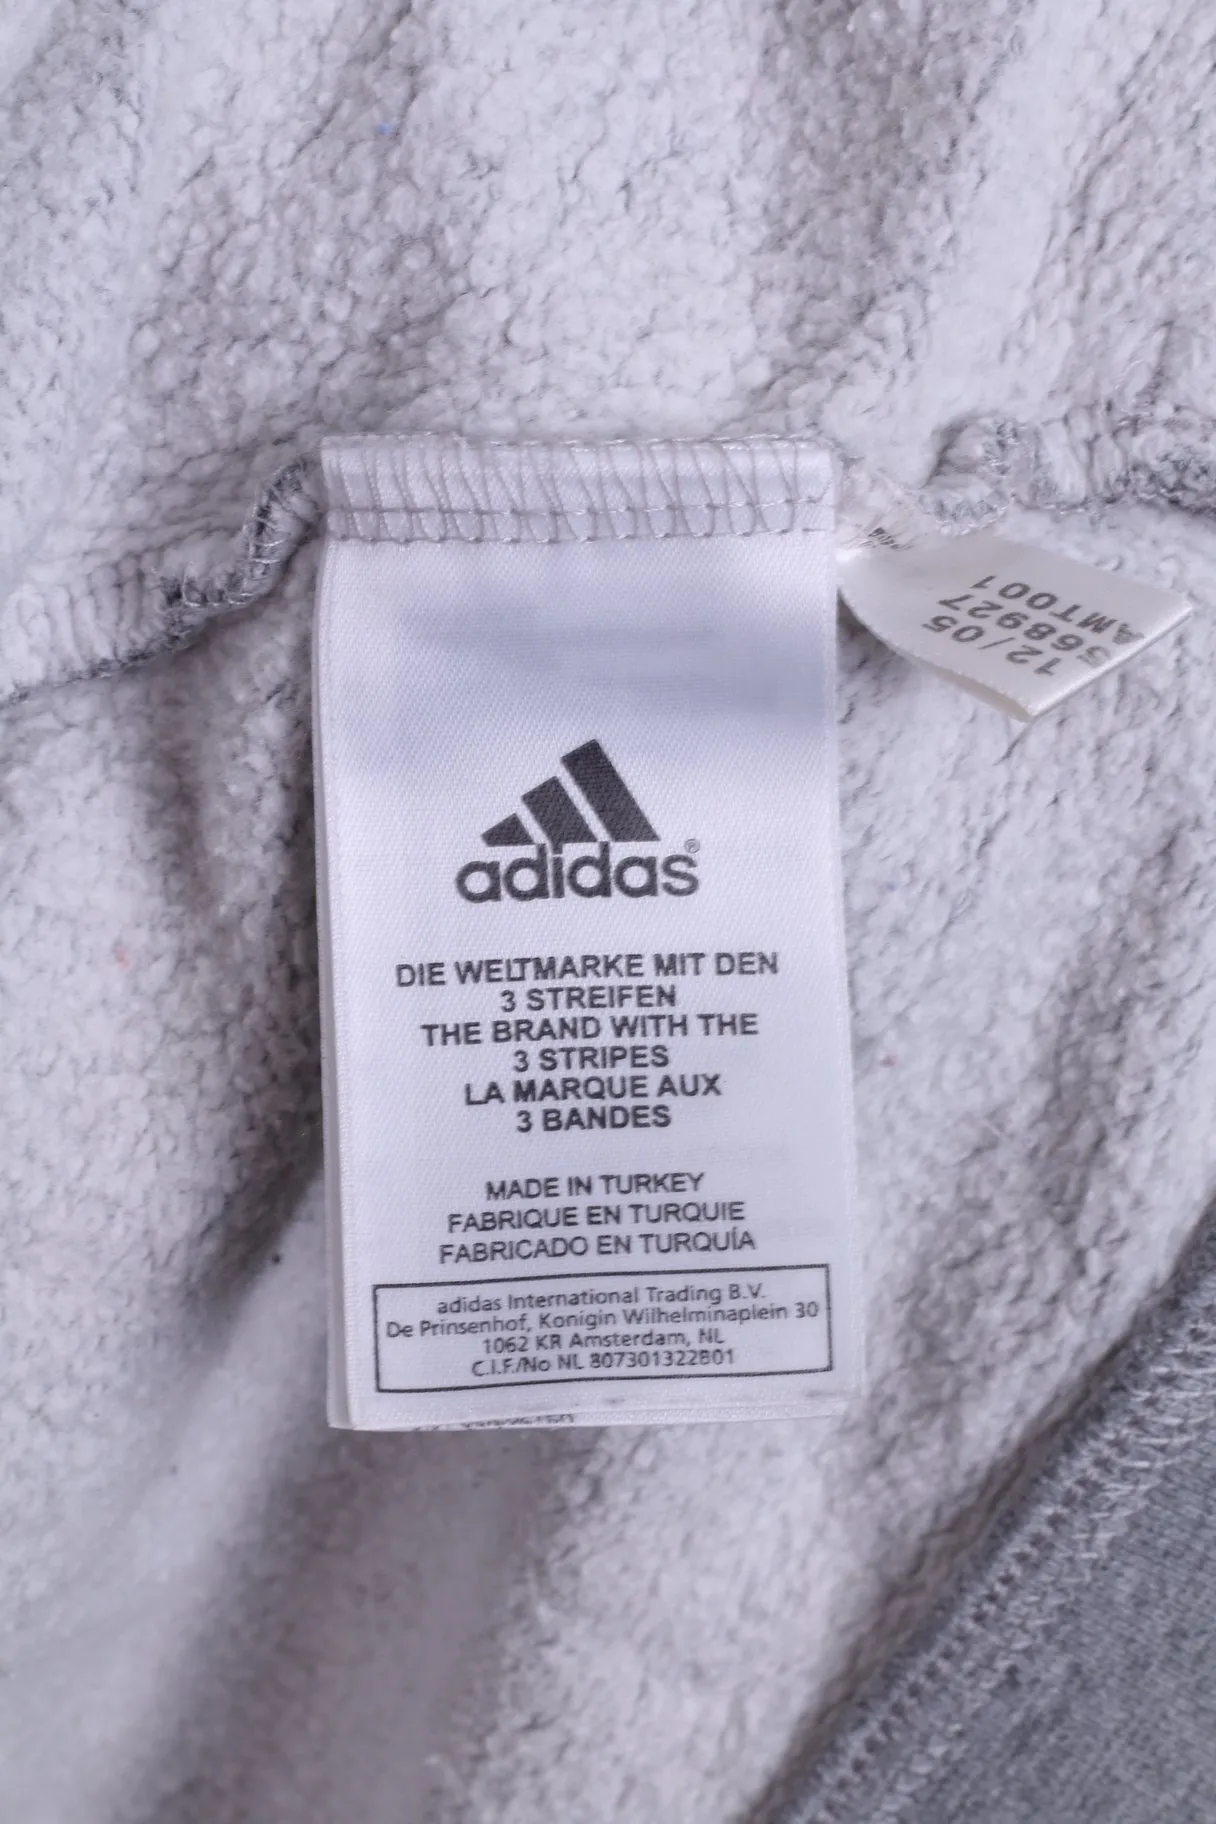 adidas®
DIE WELTMARKE MIT DEN
3 STREIFEN
THE BRAND WITH THE
3 STRIPES
LA MARQUE AUX
3 BANDES
MADE IN TURKEY
FABRIQUE EN TURQUIE
FABRICADO EN TURQUÍA
adidas International Trading B.V.
De Prinsenhof, Konigin Wilhelminaplein 30
1062 KR Amsterdam, NL
C.I.F./No NL 807301322B01
12/05
568927
AMT001